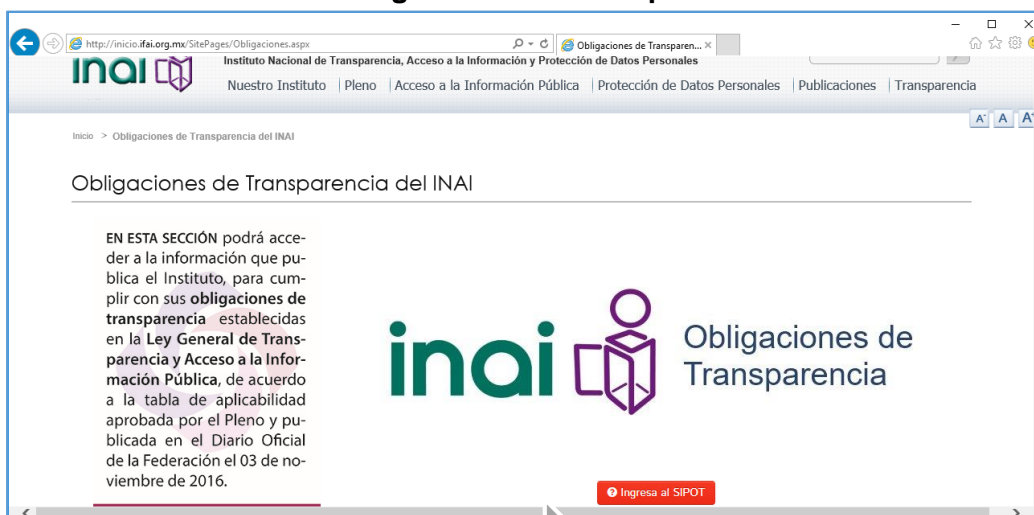 http://inicio.ifai.org.mx/SitePages/Obligaciones.aspx
Obligaciones de Transparen...
inai
Instituto Nacional de Transparencia, Acceso a la Información y Protección de Datos Personales
Nuestro Instituto | Pleno | Acceso a la Información Pública | Protección de Datos Personales | Publicaciones | Transparencia
A- A A+
Inicio > Obligaciones de Transparencia del INAI
Obligaciones de Transparencia del INAI
EN ESTA SECCIÓN podrá acce-
der a la información que pu-
blica el Instituto, para cum-
plir con sus obligaciones de
transparencia establecidas
en la Ley General de Trans-
parencia y Acceso a la Infor-
mación Pública, de acuerdo
a la tabla de aplicabilidad
aprobada por el Pleno y pu-
blicada en el Diario Oficial
de la Federación el 03 de no-
viembre de 2016.
inai
Obligaciones de
Transparencia
Ingresa al SIPOT